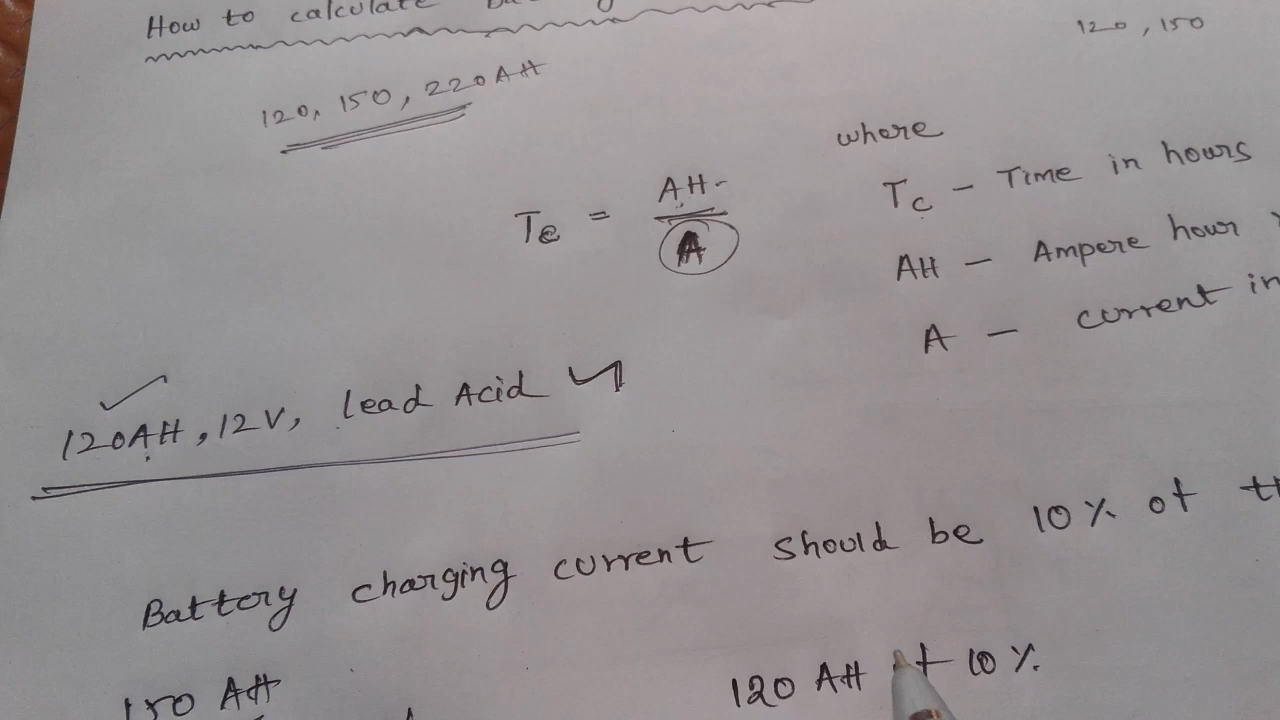 How to calculate
120, 150
120, 150, 220AH
where
Tc = AH
A
Tc - Time in hours
AH - Ampere hour
A - current in
120AH, 12V, Lead Acid
Battery charging current should be 10% of
150 AH
120 AH at 10%.